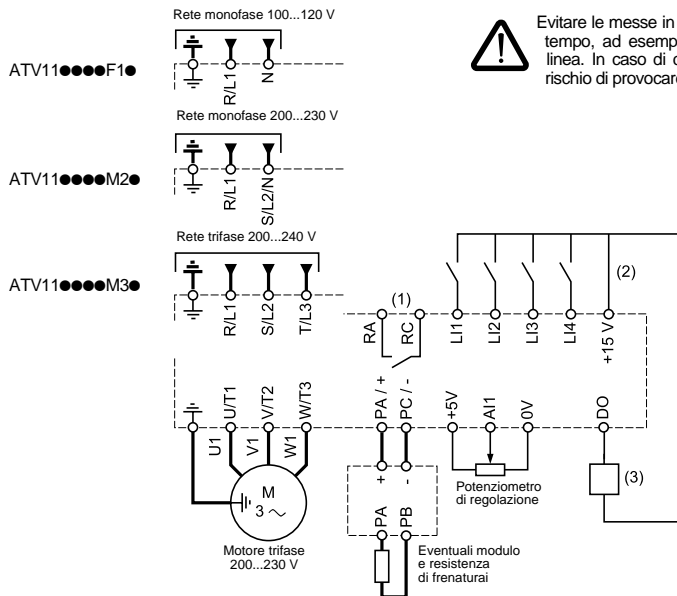 Rete monofase 100...120 V
ATV11●●●●F1●
R/L1
N
Evitare le messe in
tempo, ad esemp
linea. In caso di
rischio di provocar
Rete monofase 200...230 V
ATV11●●●●M2●
R/L1
S/L2/N
Rete trifase 200...240 V
ATV11●●●●M3●
R/L1
S/L2
T/L3
(1)
RA
RC
LI1
LI2
LI3
LI4
+15 V
(2)
U/T1
V/T2
W/T3
PA / +
PC / -
+5V
AI1
0V
DO
U1
V1
W1
M
3 ~
Motore trifase
200...230 V
+
-
PA
PB
Potenziometro
di regolazione
(3)
Eventuali modulo
e resistenza
di frenaturai